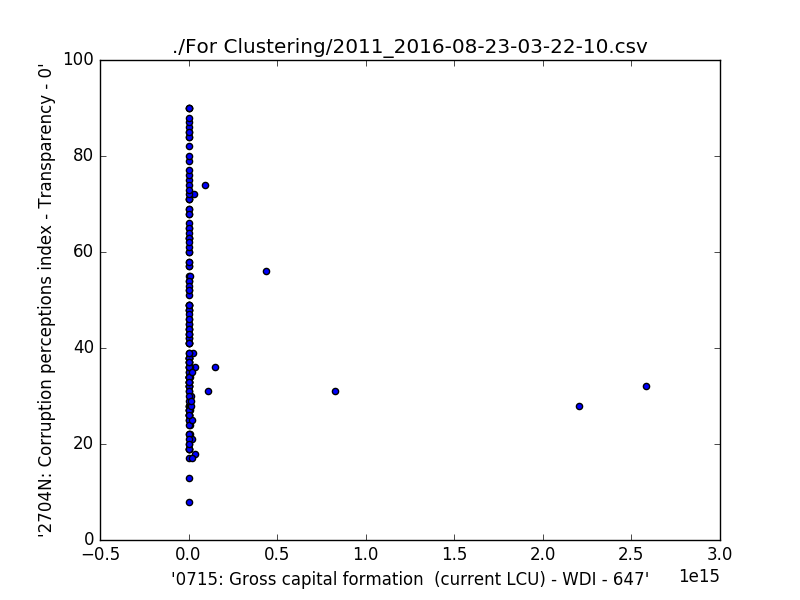 ./For Clustering/2011_2016-08-23-03-22-10.csv
100
80
60
40
20
0
'2704N: Corruption perceptions index - Transparency - 0'
−0.5 0.0 0.5 1.0 1.5 2.0 2.5 3.0
1e15
'0715: Gross capital formation  (current LCU) - WDI - 647'